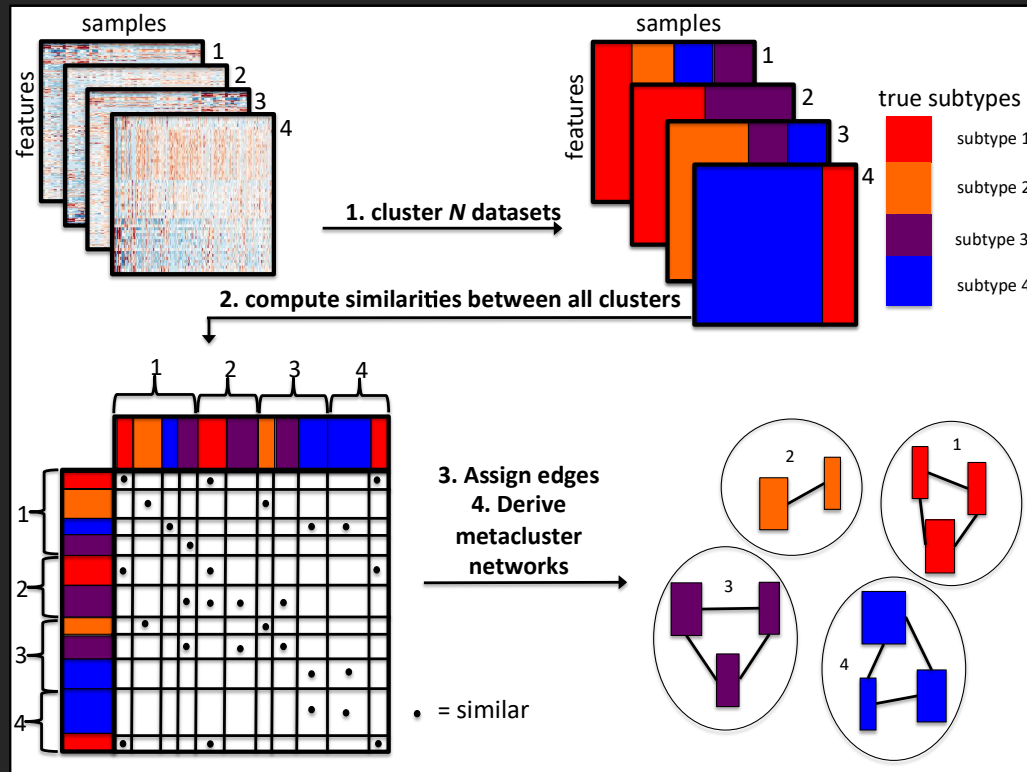 samples
features
1
2
3
4
1. cluster N datasets
samples
features
1
2
3
4
true subtypes
subtype 1
subtype 2
subtype 3
subtype 4
2. compute similarities between all clusters
1 2 3 4
1
2
3
4
• = similar
3. Assign edges
4. Derive
metacluster
networks
2
1
3
4